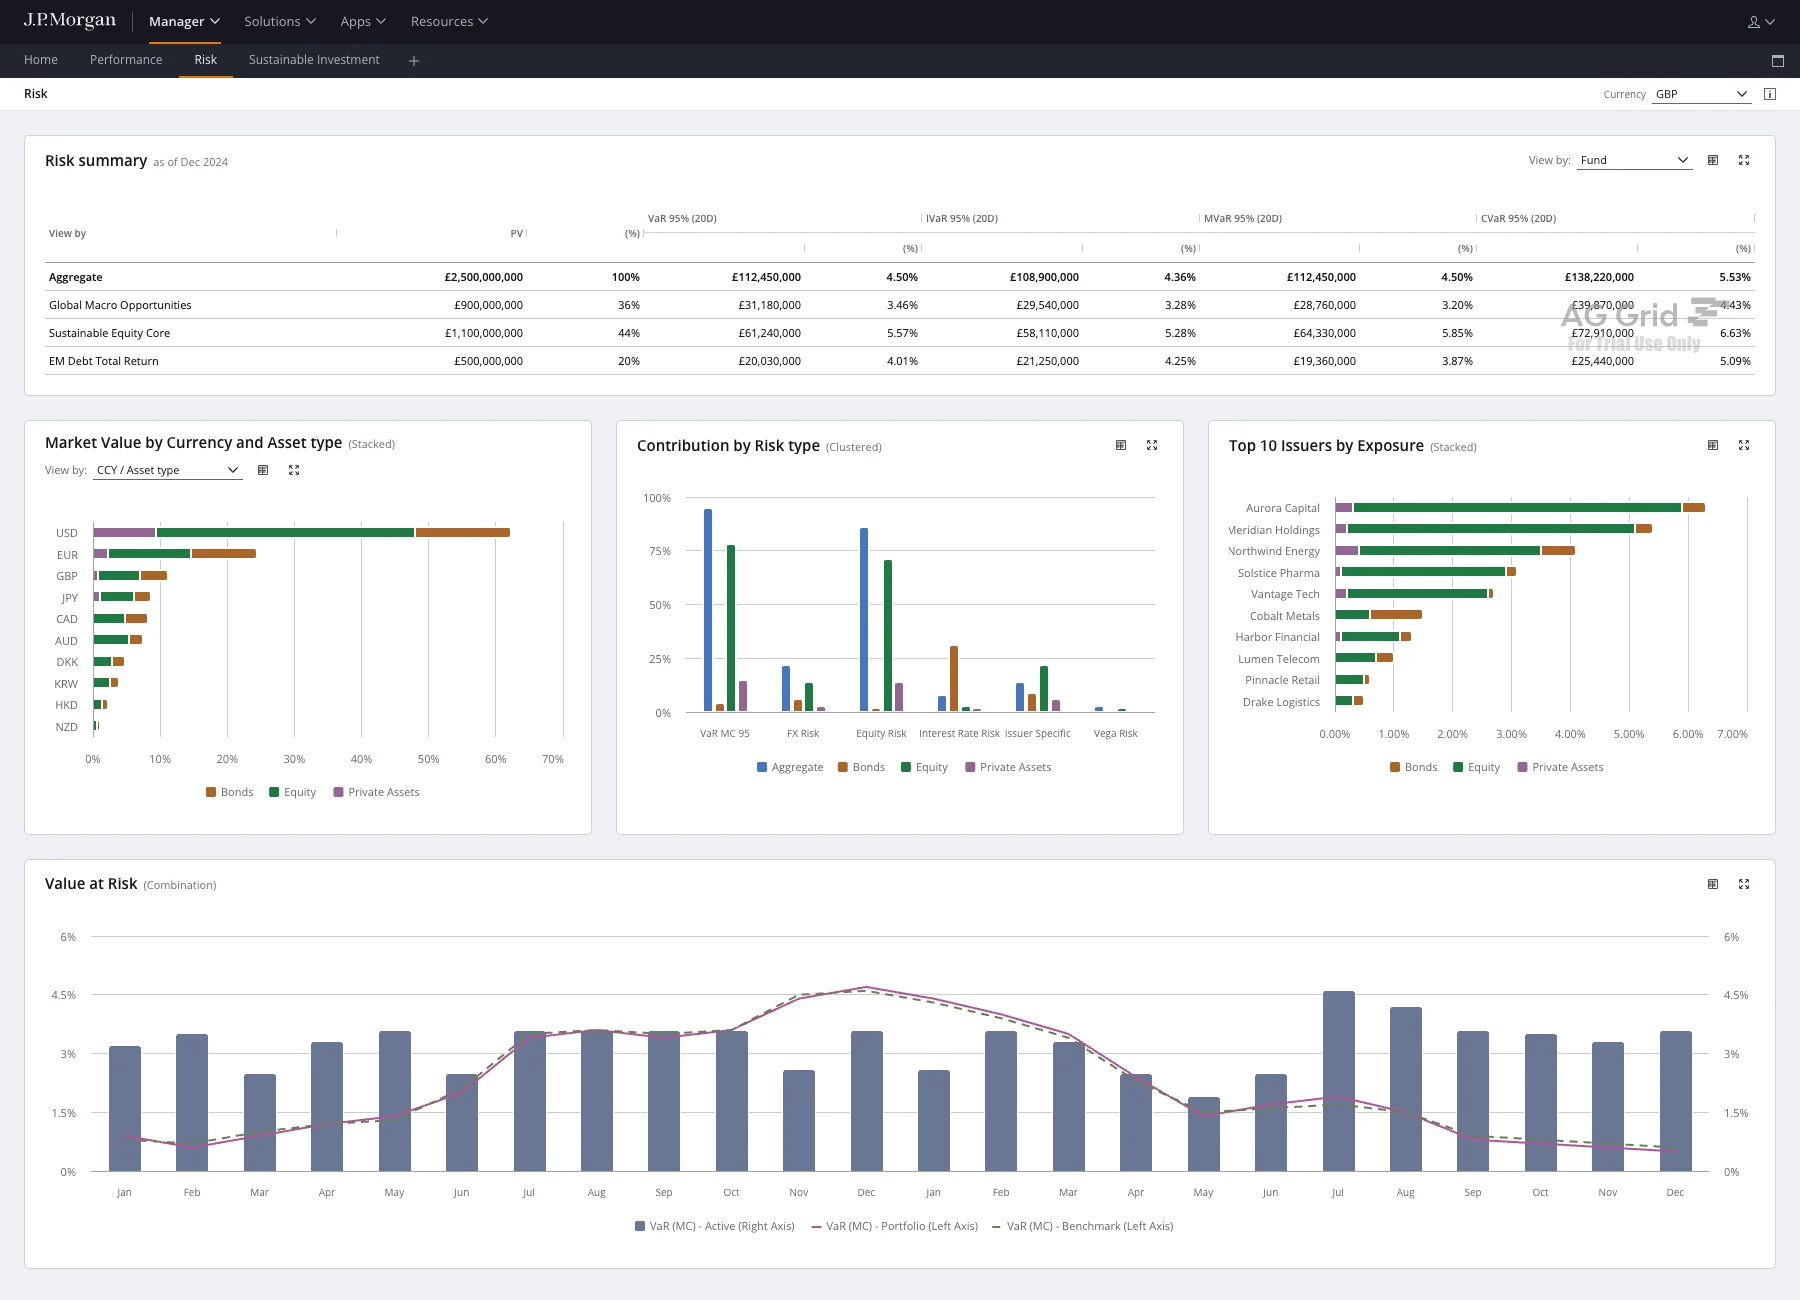 J.P.Morgan Manager Solutions Apps Resources
Home Performance Risk Sustainable Investment +
Risk Currency GBP
Risk summary as of Dec 2024 View by: Fund
VaR 95% (20D) IVaR 95% (20D) MVaR 95% (20D) CVaR 95% (20D)
View by PV (%)
(%) (%) (%) (%)
Aggregate £2,500,000,000 100% £112,450,000 4.50% £108,900,000 4.36% £112,450,000 4.50% £138,220,000 5.53%
Global Macro Opportunities £900,000,000 36% £31,180,000 3.46% £29,540,000 3.28% £28,760,000 3.20% £39,870,000 4.43%
AG Grid
Sustainable Equity Core £1,100,000,000 44% £61,240,000 5.57% £58,110,000 5.28% £64,330,000 5.85% £72,910,000 6.63%
For Trial Use Only
EM Debt Total Return £500,000,000 20% £20,030,000 4.01% £21,250,000 4.25% £19,360,000 3.87% £25,440,000 5.09%
Market Value by Currency and Asset type (Stacked)
View by: CCY / Asset type
USD
EUR
GBP
JPY
CAD
AUD
DKK
KRW
HKD
NZD
0% 10% 20% 30% 40% 50% 60% 70%
Bonds Equity Private Assets
Contribution by Risk type (Clustered)
100%
75%
50%
25%
0%
VaR MC 95 FX Risk Equity Risk Interest Rate Risk Issuer Specific Vega Risk
Aggregate Bonds Equity Private Assets
Top 10 Issuers by Exposure (Stacked)
Aurora Capital
Meridian Holdings
Northwind Energy
Solstice Pharma
Vantage Tech
Cobalt Metals
Harbor Financial
Lumen Telecom
Pinnacle Retail
Drake Logistics
0.00% 1.00% 2.00% 3.00% 4.00% 5.00% 6.00% 7.00%
Bonds Equity Private Assets
Value at Risk (Combination)
6% 6%
4.5% 4.5%
3% 3%
1.5% 1.5%
0% 0%
Jan Feb Mar Apr May Jun Jul Aug Sep Oct Nov Dec Jan Feb Mar Apr May Jun Jul Aug Sep Oct Nov Dec
VaR (MC) - Active (Right Axis) VaR (MC) - Portfolio (Left Axis) VaR (MC) - Benchmark (Left Axis)